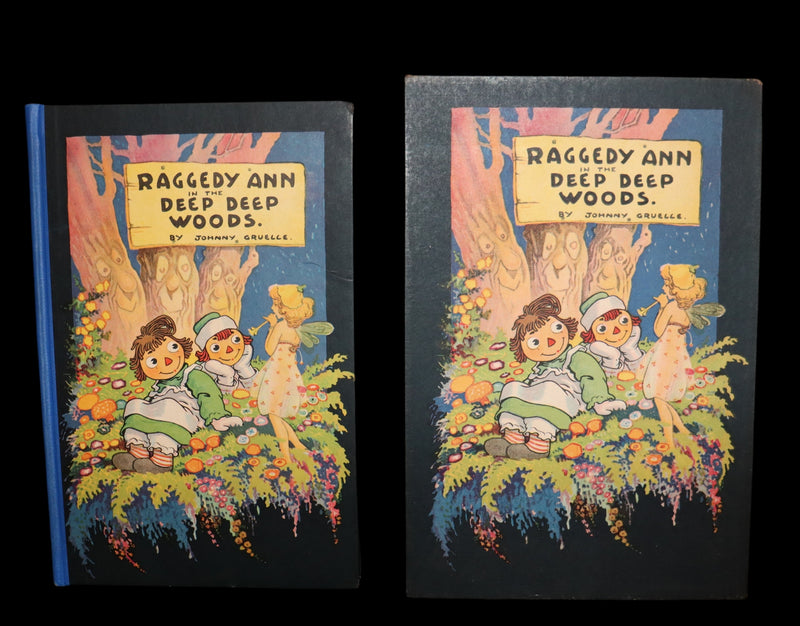 RAGGEDY ANN
IN THE
DEEP DEEP
WOODS.
BY JOHNNY GRUELLE.
RAGGEDY ANN
IN THE
DEEP DEEP
WOODS.
BY JOHNNY GRUELLE.